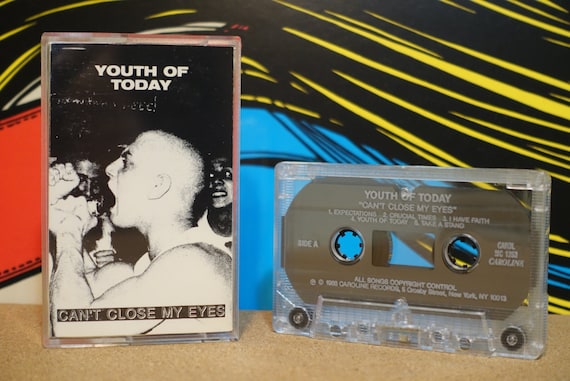 YOUTH OF
TODAY
CAN'T CLOSE MY EYES
YOUTH OF TODAY
"CAN'T CLOSE MY EYES"
1. EXPECTATIONS 2. CRUCIAL TIMES 3. I HAVE FAITH
4. YOUTH OF TODAY 5. TAKE A STAND
SIDE A
CAROL
CAROLINE
ALL SONGS COPYRIGHT CONTROL
CAROLINE RECORDS, 5 Crosby Street, New York, NY 10013